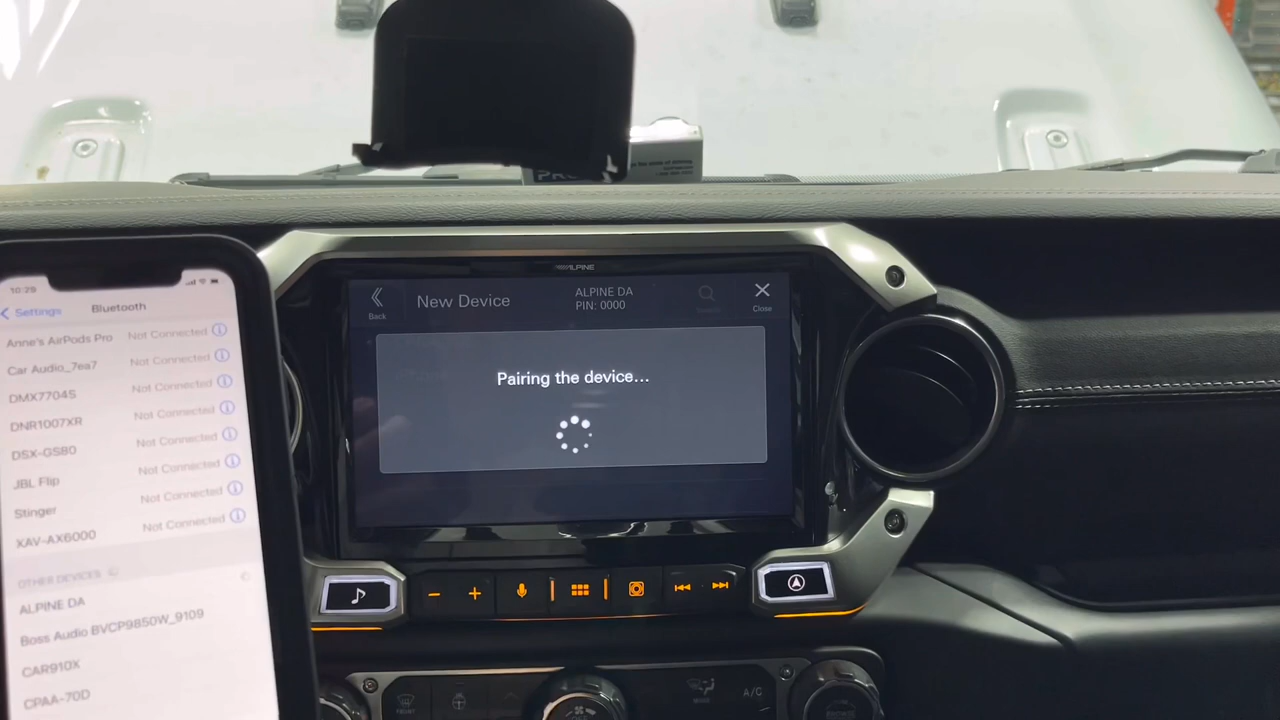 10:29
Settings
Bluetooth
Anne's AirPods Pro Not Connected
Car Audio_7ea7 Not Connected
DMX7704S Not Connected
DNR1007XR Not Connected
DSX-GS80 Not Connected
JBL Flip Not Connected
Stinger Not Connected
XAV-AX6000 Not Connected
OTHER DEVICES
ALPINE DA
Boss Audio BVCP9850W_9109
CAR910X
CPAA-70D
ALPINE
Back
New Device
ALPINE DA
PIN: 0000
Close
Pairing the device...
FRONT
MODE
A/C